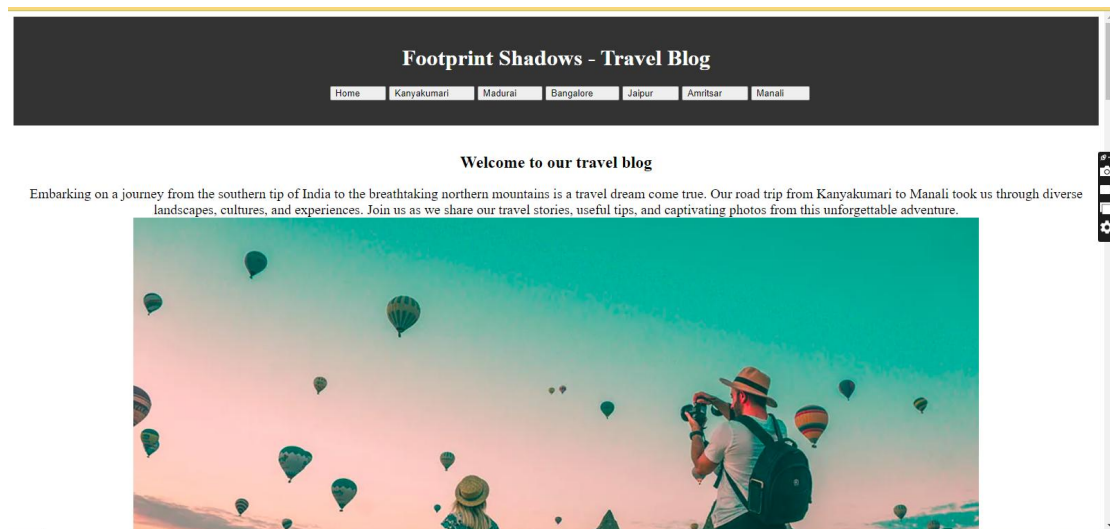 Footprint Shadows - Travel Blog
Home Kanyakumari Madurai Bangalore Jaipur Amritsar Manali
Welcome to our travel blog
Embarking on a journey from the southern tip of India to the breathtaking northern mountains is a travel dream come true. Our road trip from Kanyakumari to Manali took us through diverse
landscapes, cultures, and experiences. Join us as we share our travel stories, useful tips, and captivating photos from this unforgettable adventure.